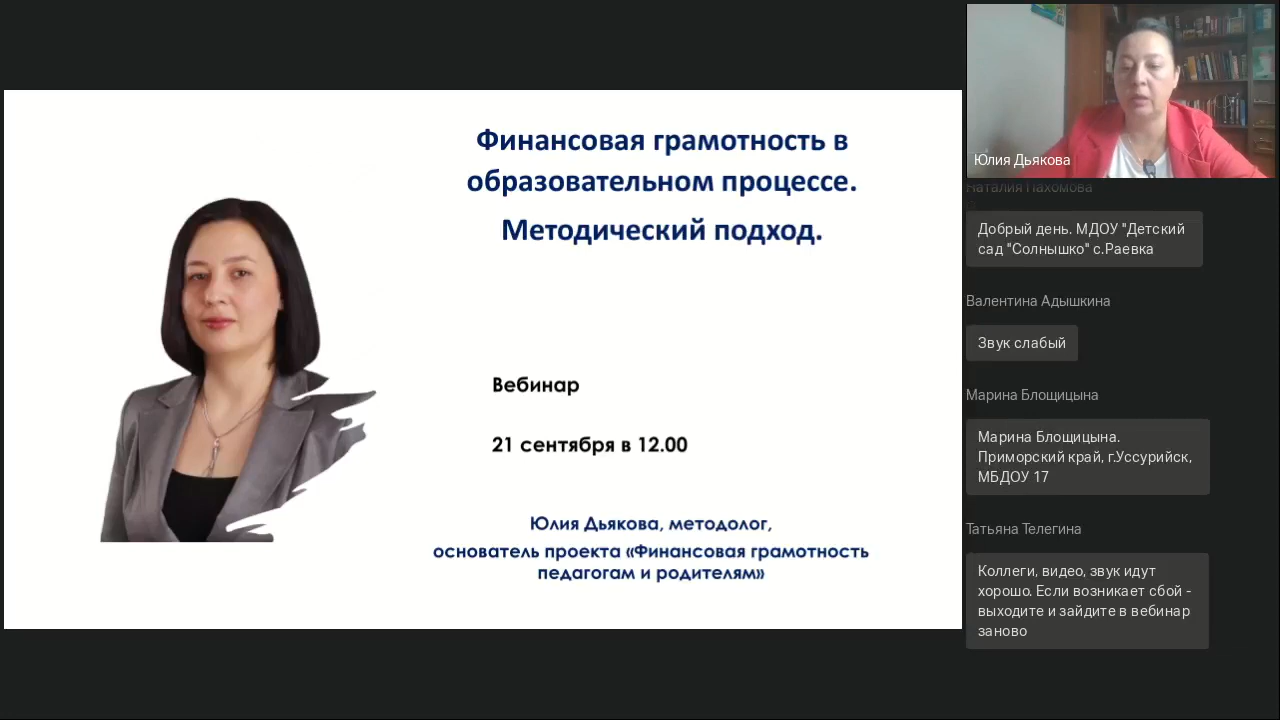 Финансовая грамотность в
образовательном процессе.
Методический подход.
Вебинар
21 сентября в 12.00
Юлия Дьякова, методолог,
основатель проекта «Финансовая грамотность
педагогам и родителям»
Юлия Дьякова
Наталия Пахомова
Добрый день. МДОУ "Детский
сад "Солнышко" с.Раевка
Валентина Адышкина
Звук слабый
Марина Блощицына
Марина Блощицына.
Приморский край, г.Уссурийск,
МБДОУ 17
Татьяна Телегина
Коллеги, видео, звук идут
хорошо. Если возникает сбой -
выходите и зайдите в вебинар
заново